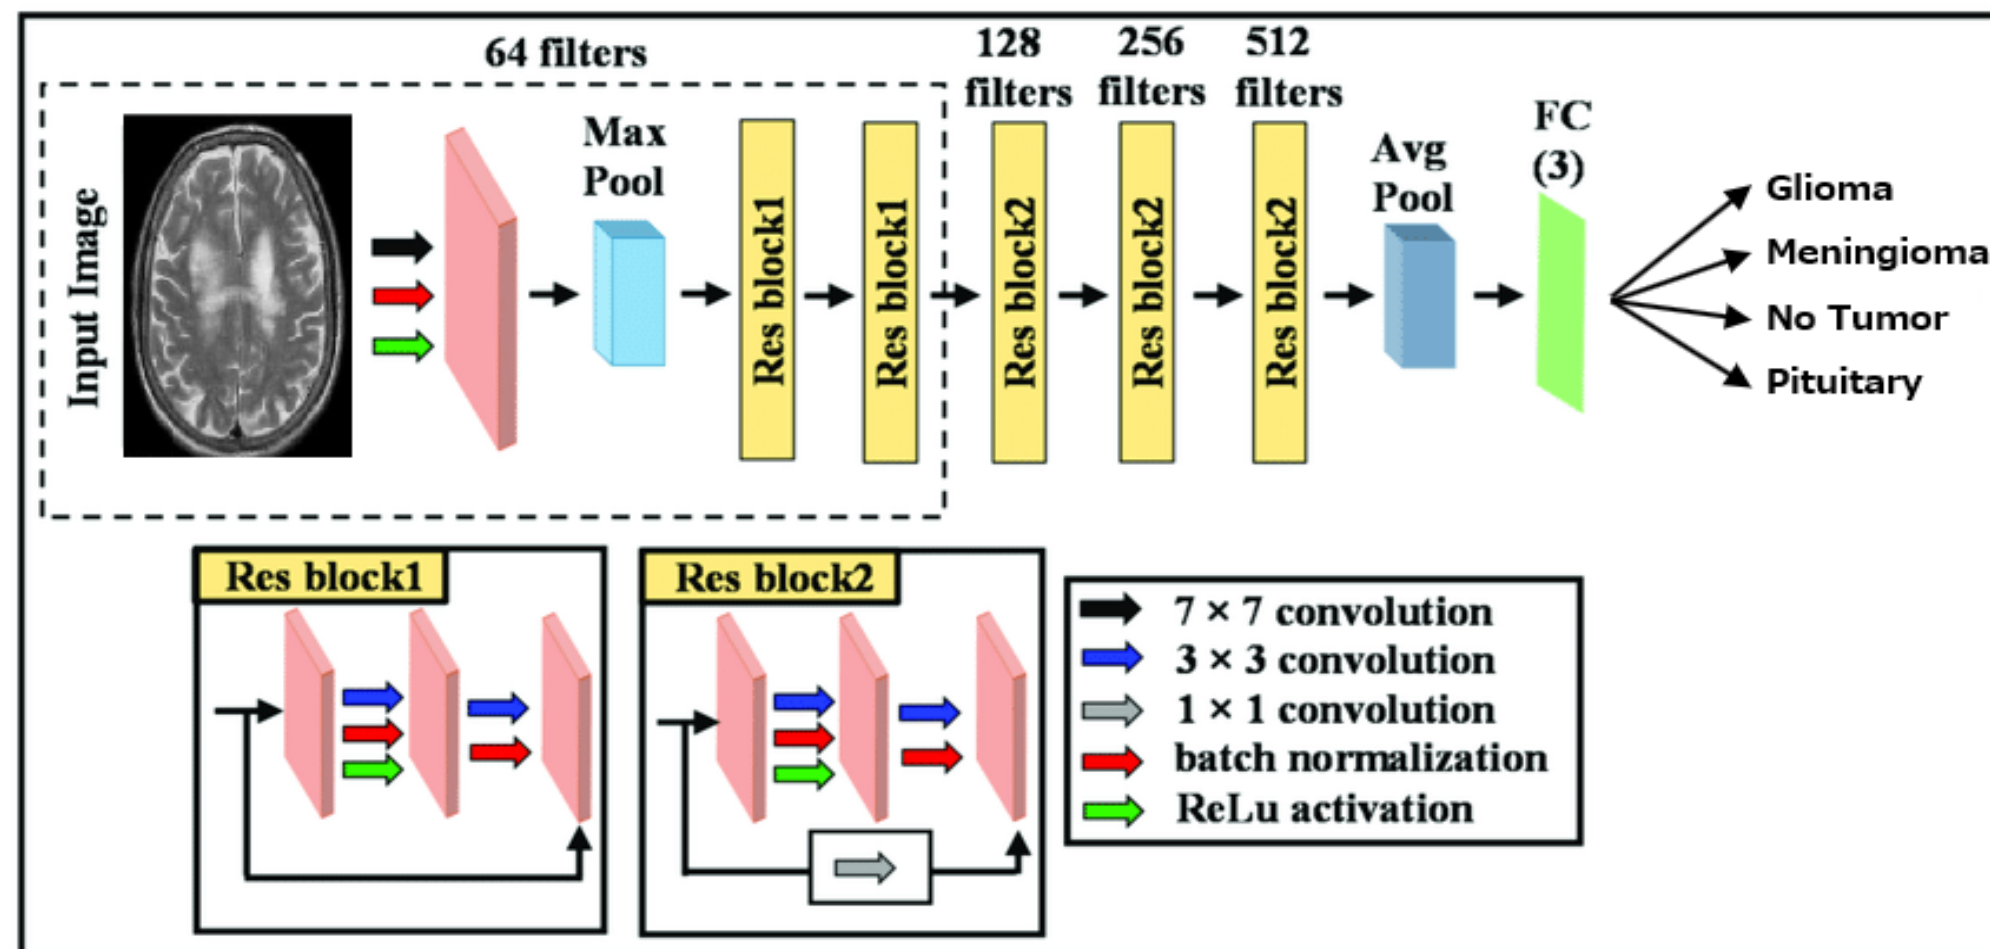 64 filters
128 filters
256 filters
512 filters
Input Image
Max Pool
Res block1
Res block1
Res block2
Res block2
Res block2
Avg Pool
FC (3)
Glioma
Meningioma
No Tumor
Pituitary
Res block1
Res block2
7 × 7 convolution
3 × 3 convolution
1 × 1 convolution
batch normalization
ReLu activation